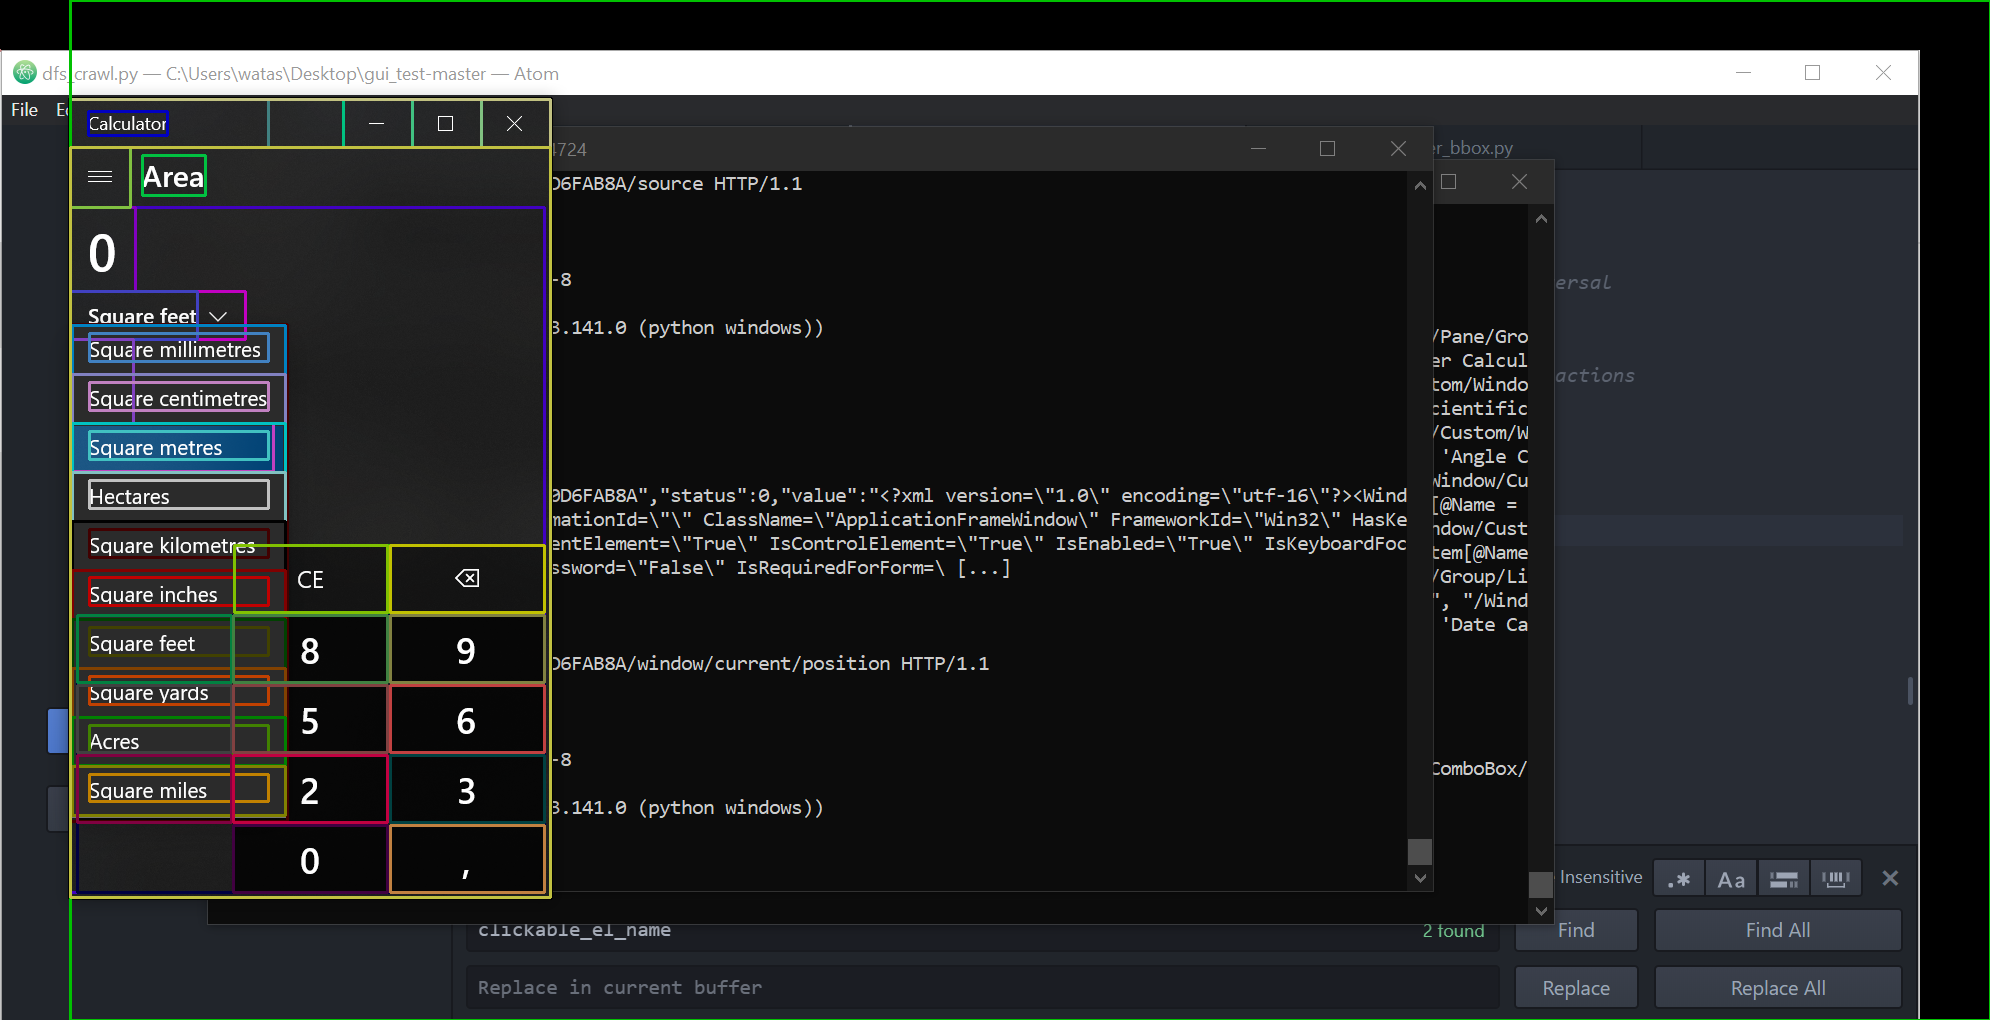 dfs_crawl.py — C:\Users\watas\Desktop\gui_test-master — Atom
File
Calculator
Area
0
Square feet
Square millimetres
Square centimetres
Square metres
Hectares
Square kilometres
Square inches
Square feet
Square yards
Acres
Square miles
CE
8 9
5 6
2 3
0 ,
4724
D6FAB8A/source HTTP/1.1
-8
3.141.0 (python windows))
0D6FAB8A","status":0,"value":"<?xml version=\"1.0\" encoding=\"utf-16\"?><Wind
mationId=\"\" ClassName=\"ApplicationFrameWindow\" FrameworkId=\"Win32\" HasKe
entElement=\"True\" IsControlElement=\"True\" IsEnabled=\"True\" IsKeyboardFoc
ssword=\"False\" IsRequiredForForm=\ [...]
D6FAB8A/window/current/position HTTP/1.1
-8
3.141.0 (python windows))
er_bbox.py
ersal
actions
/Pane/Gro
er Calcul
tom/Windo
cientific
/Custom/W
'Angle C
Window/Cu
[@Name =
ndow/Cust
tem[@Name
/Group/Li
", "/Wind
'Date Ca
ComboBox/
Insensitive .* Aa
clickable_el_name 2 found Find Find All
Replace in current buffer Replace Replace All